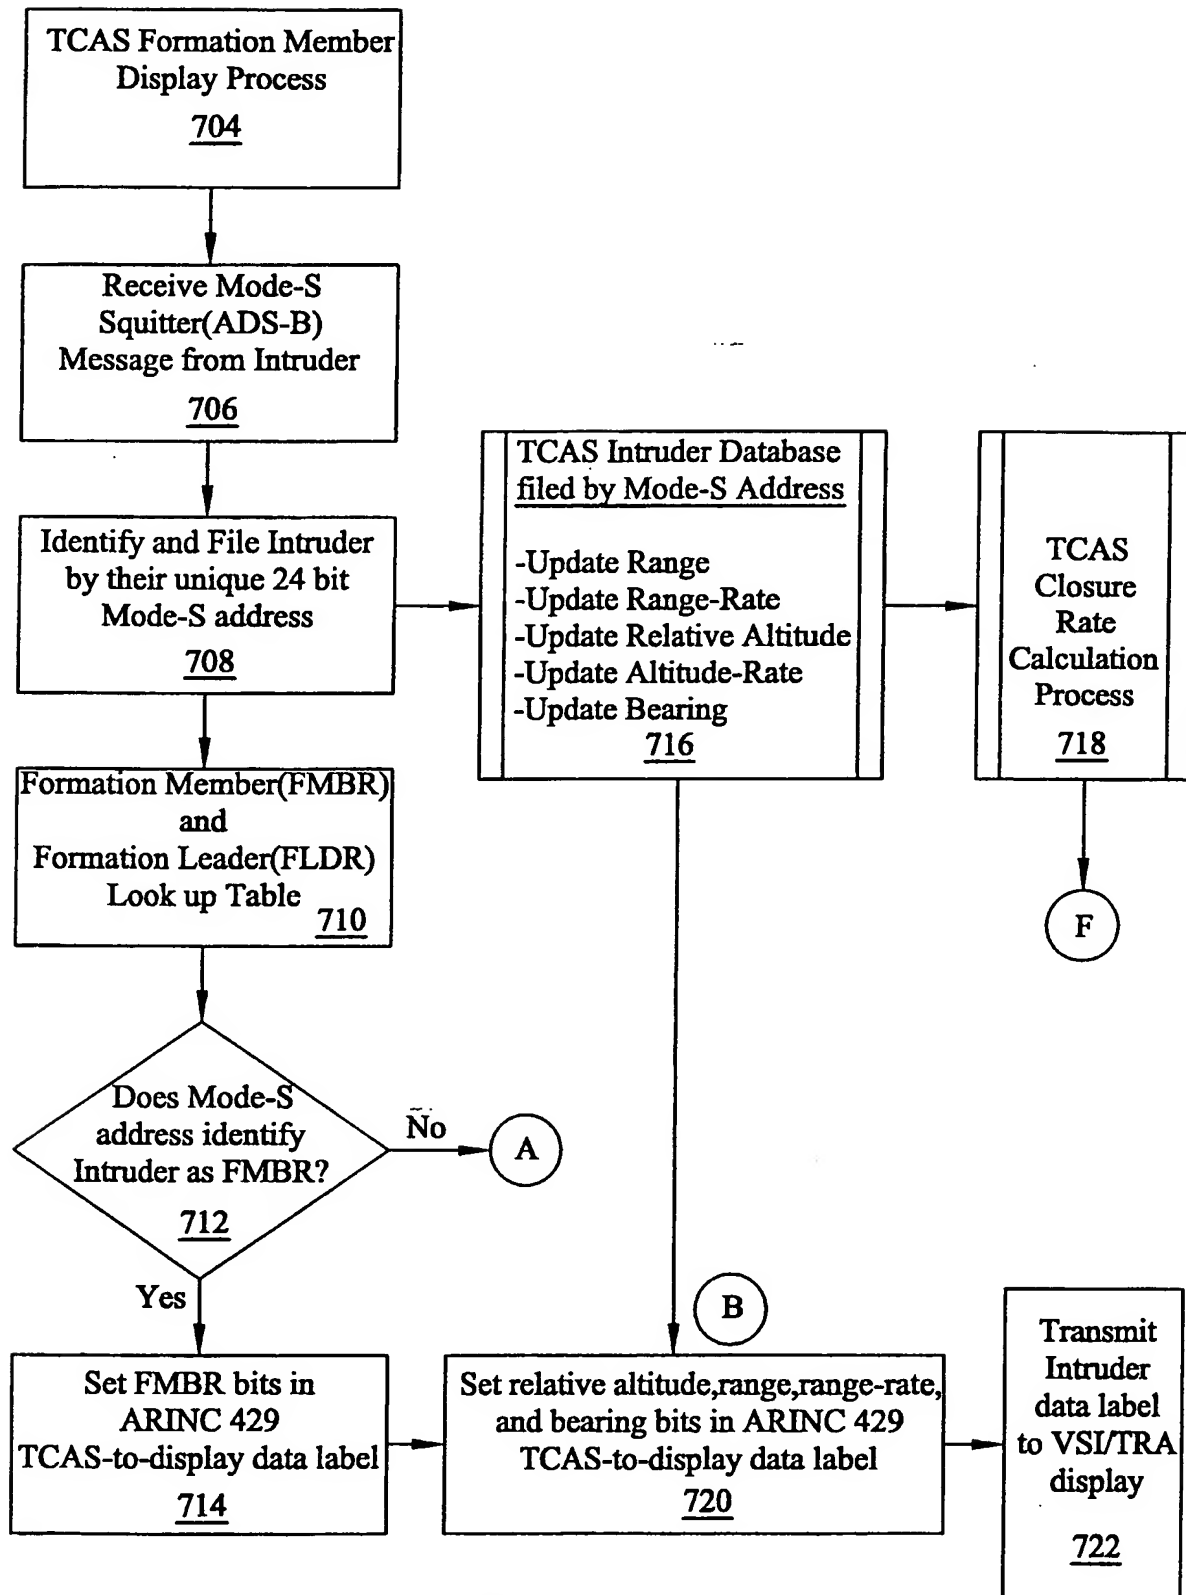 TCAS Formation Member
Display Process
704
Receive Mode-S
Squitter(ADS-B)
Message from Intruder
706
Identify and File Intruder
by their unique 24 bit
Mode-S address
708
TCAS Intruder Database
filed by Mode-S Address
-Update Range
-Update Range-Rate
-Update Relative Altitude
-Update Altitude-Rate
-Update Bearing
716
TCAS
Closure
Rate
Calculation
Process
718
F
Formation Member(FMBR)
and
Formation Leader(FLDR)
Look up Table
710
Does Mode-S
address identify
Intruder as FMBR?
712
No
A
Yes
B
Set FMBR bits in
ARINC 429
TCAS-to-display data label
714
Set relative altitude,range,range-rate,
and bearing bits in ARINC 429
TCAS-to-display data label
720
Transmit
Intruder
data label
to VSI/TRA
display
722